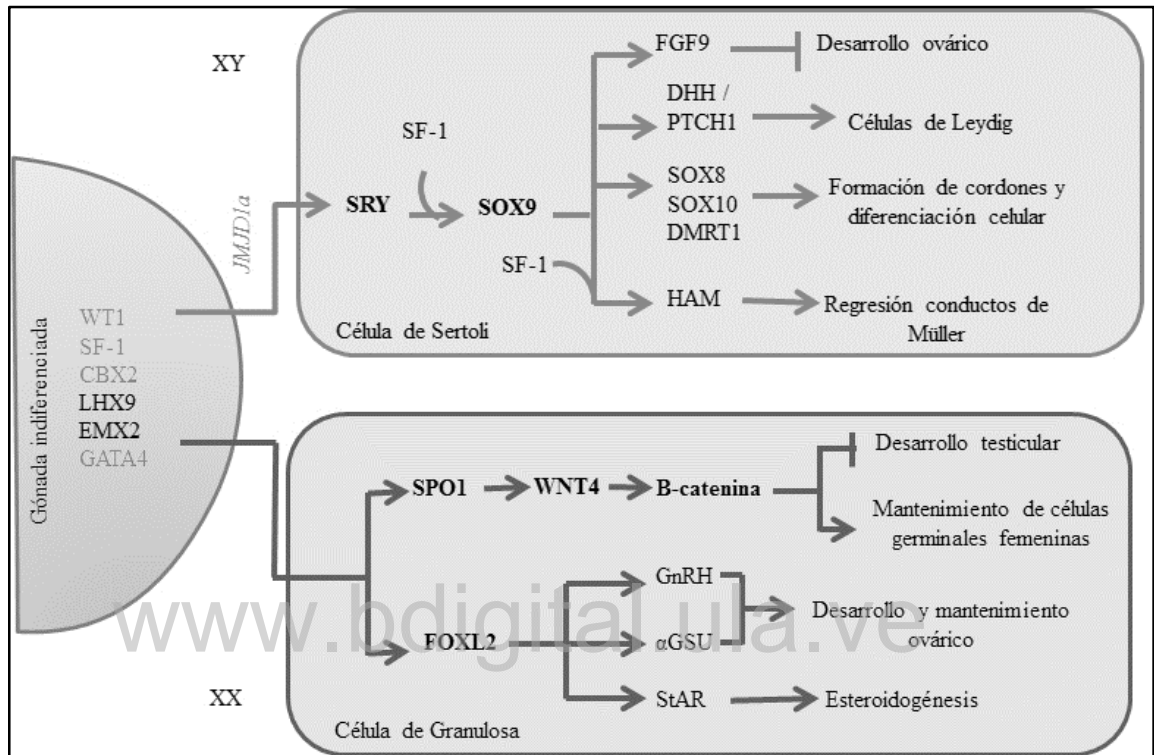 XY
Gónada indiferenciada
WT1
SF-1
CBX2
LHX9
EMX2
GATA4
JMJD1a
SRY
SF-1
SOX9
SF-1
FGF9
Desarrollo ovárico
DHH /
PTCH1
Células de Leydig
SOX8
SOX10
DMRT1
Formación de cordones y
diferenciación celular
HAM
Regresión conductos de
Müller
Célula de Sertoli
SPO1
WNT4
B-catenina
Desarrollo testicular
Mantenimiento de células
germinales femeninas
FOXL2
GnRH
αGSU
Desarrollo y mantenimiento
ovárico
StAR
Esteroidogénesis
Célula de Granulosa
XX
www.bdigital.ula.ve